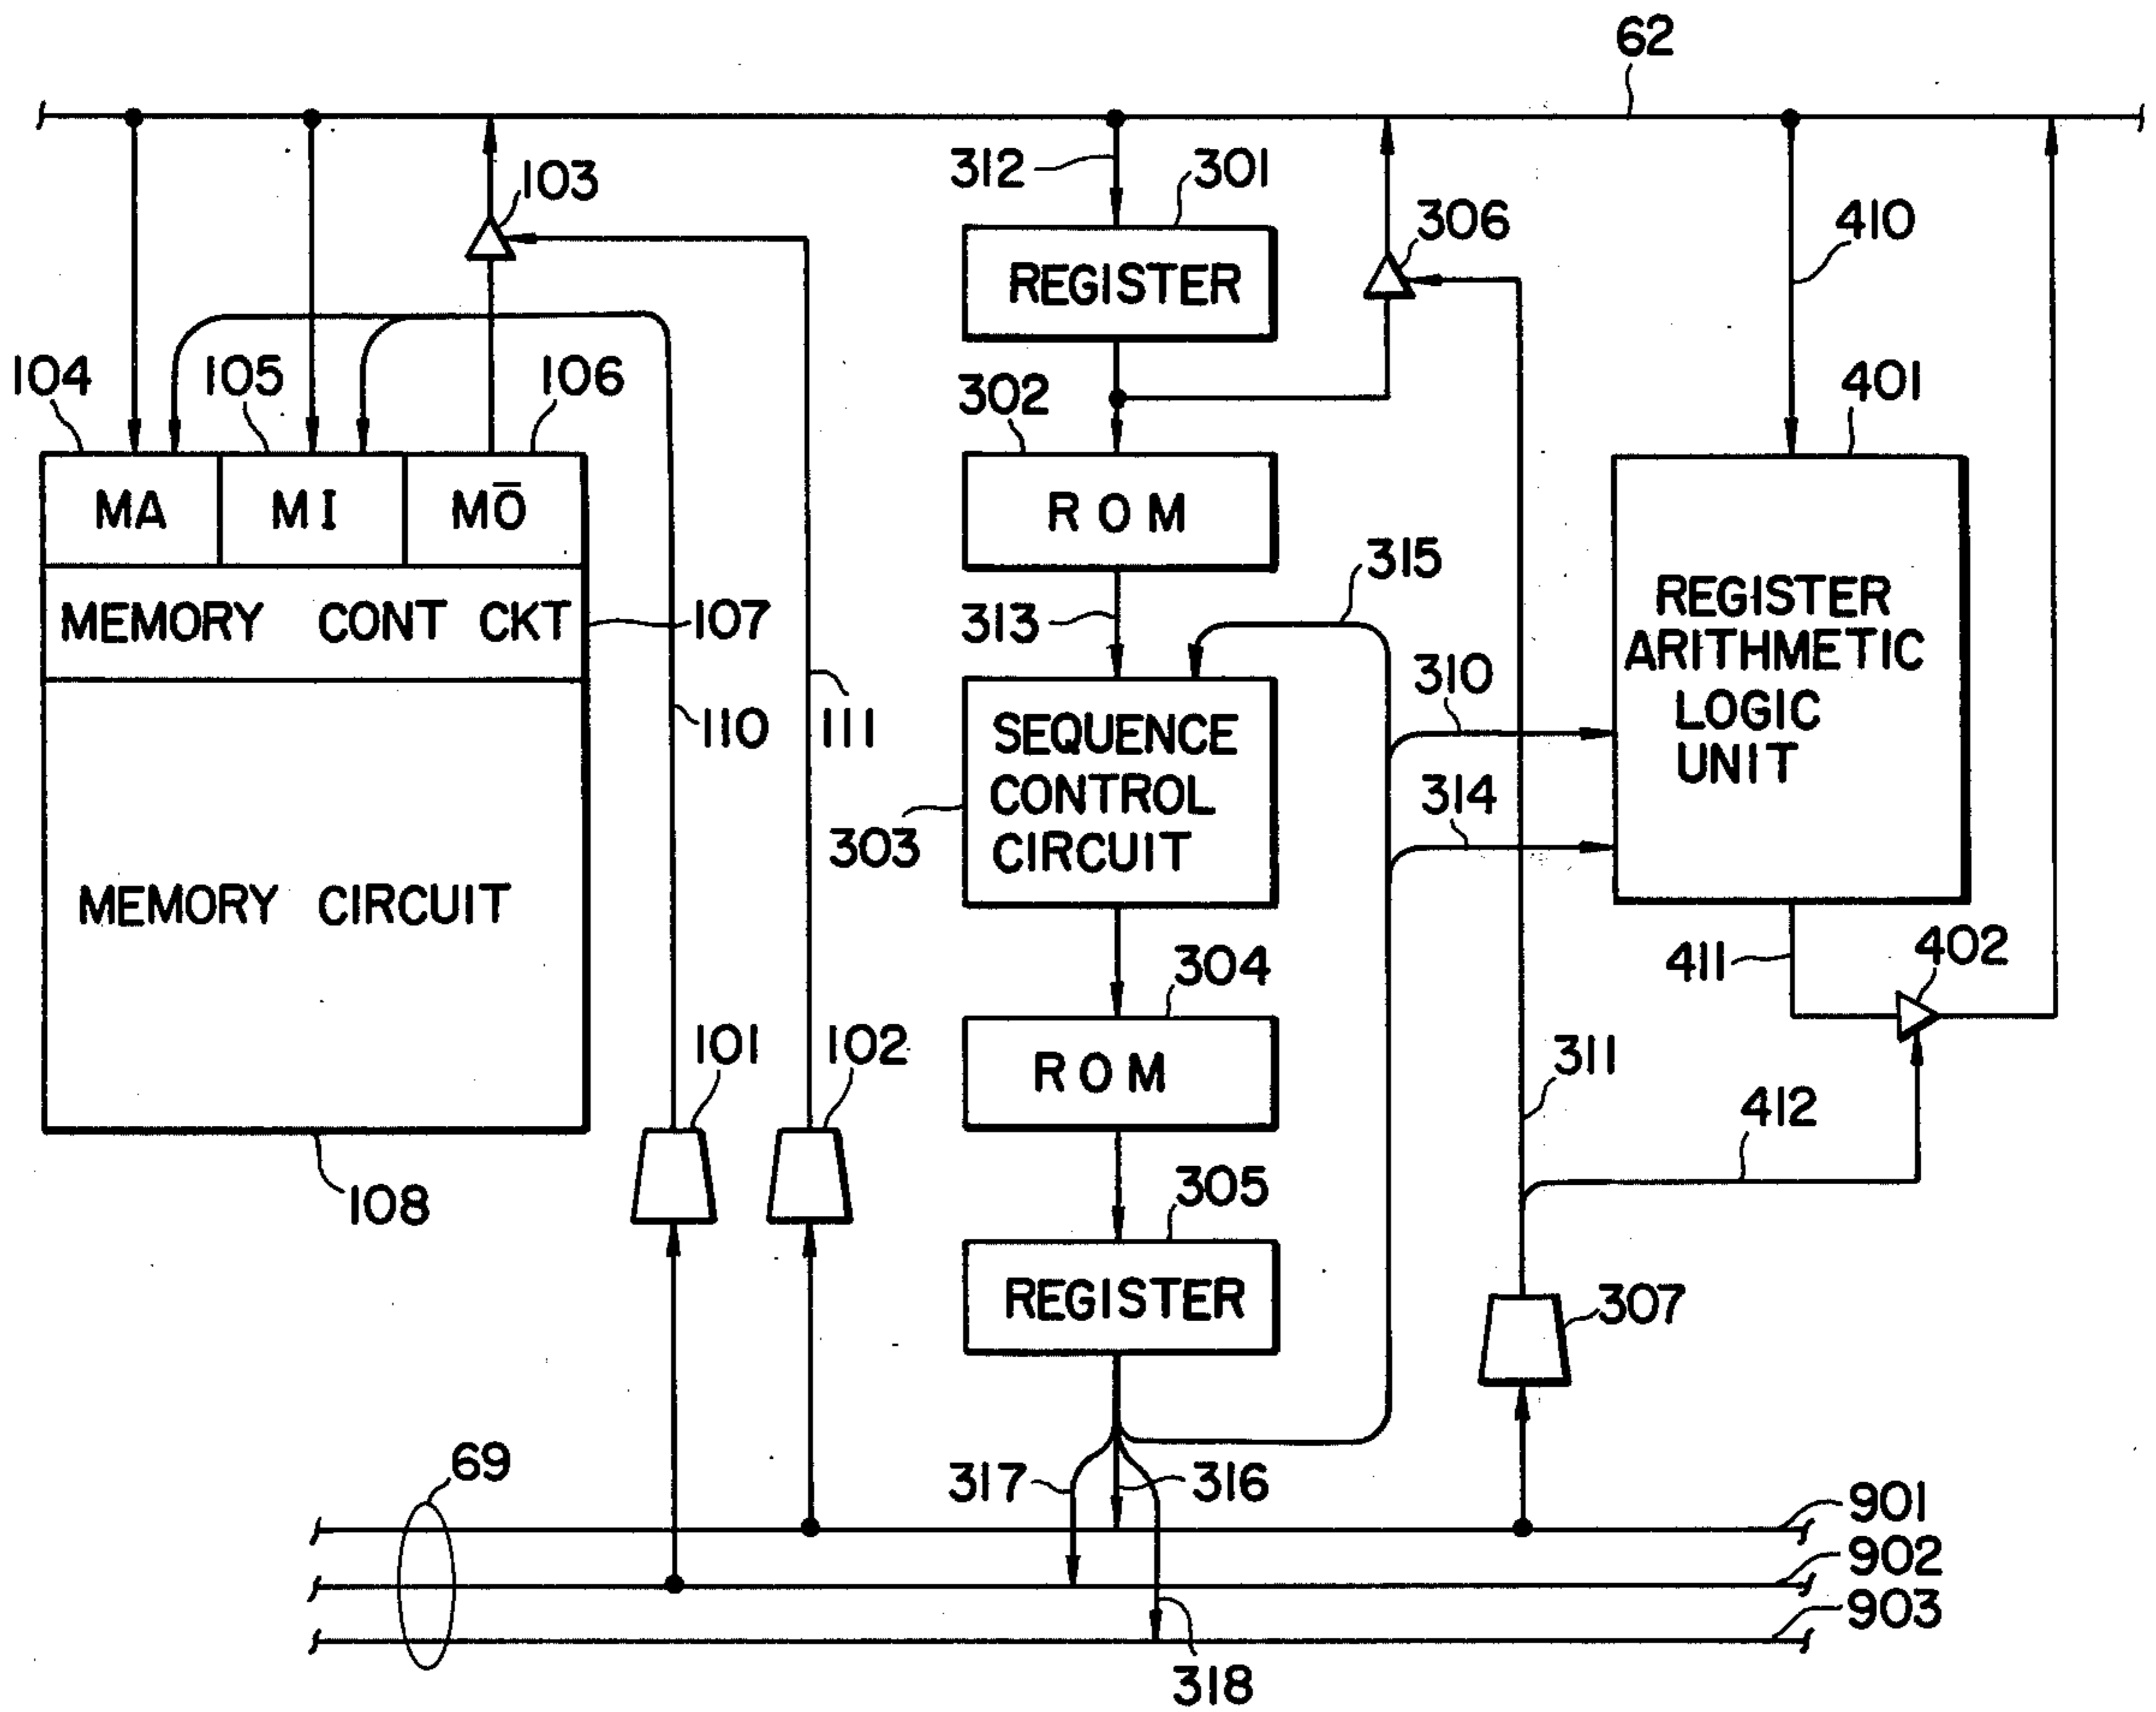 62
312
301
103
306
410
REGISTER
104
105
106
302
401
MA
MI
MŌ
ROM
315
MEMORY CONT CKT
107
313
310
REGISTER
ARITHMETIC
LOGIC
UNIT
110
111
SEQUENCE
CONTROL
CIRCUIT
314
303
MEMORY CIRCUIT
304
411
402
101
102
ROM
311
412
108
305
REGISTER
307
69
317
316
901
902
903
318